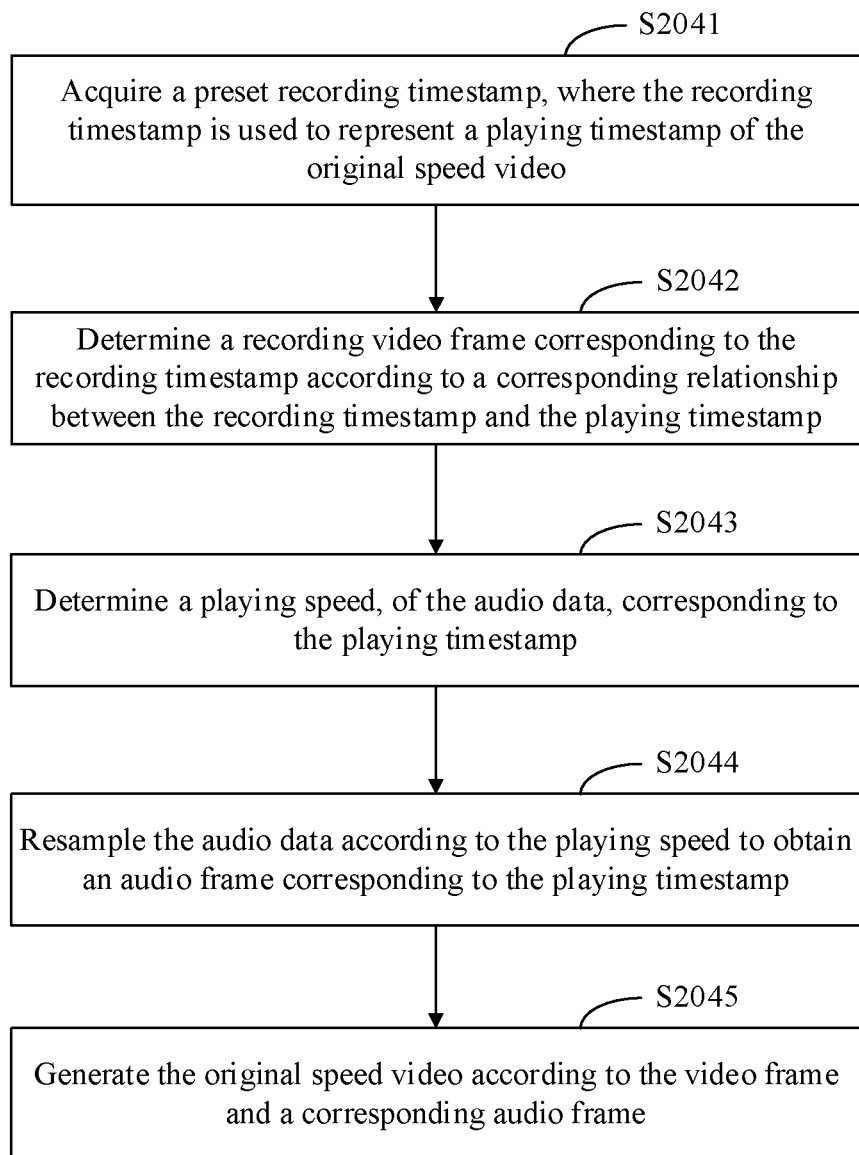 S2041
Acquire a preset recording timestamp, where the recording
timestamp is used to represent a playing timestamp of the
original speed video
S2042
Determine a recording video frame corresponding to the
recording timestamp according to a corresponding relationship
between the recording timestamp and the playing timestamp
S2043
Determine a playing speed, of the audio data, corresponding to
the playing timestamp
S2044
Resample the audio data according to the playing speed to obtain
an audio frame corresponding to the playing timestamp
S2045
Generate the original speed video according to the video frame
and a corresponding audio frame